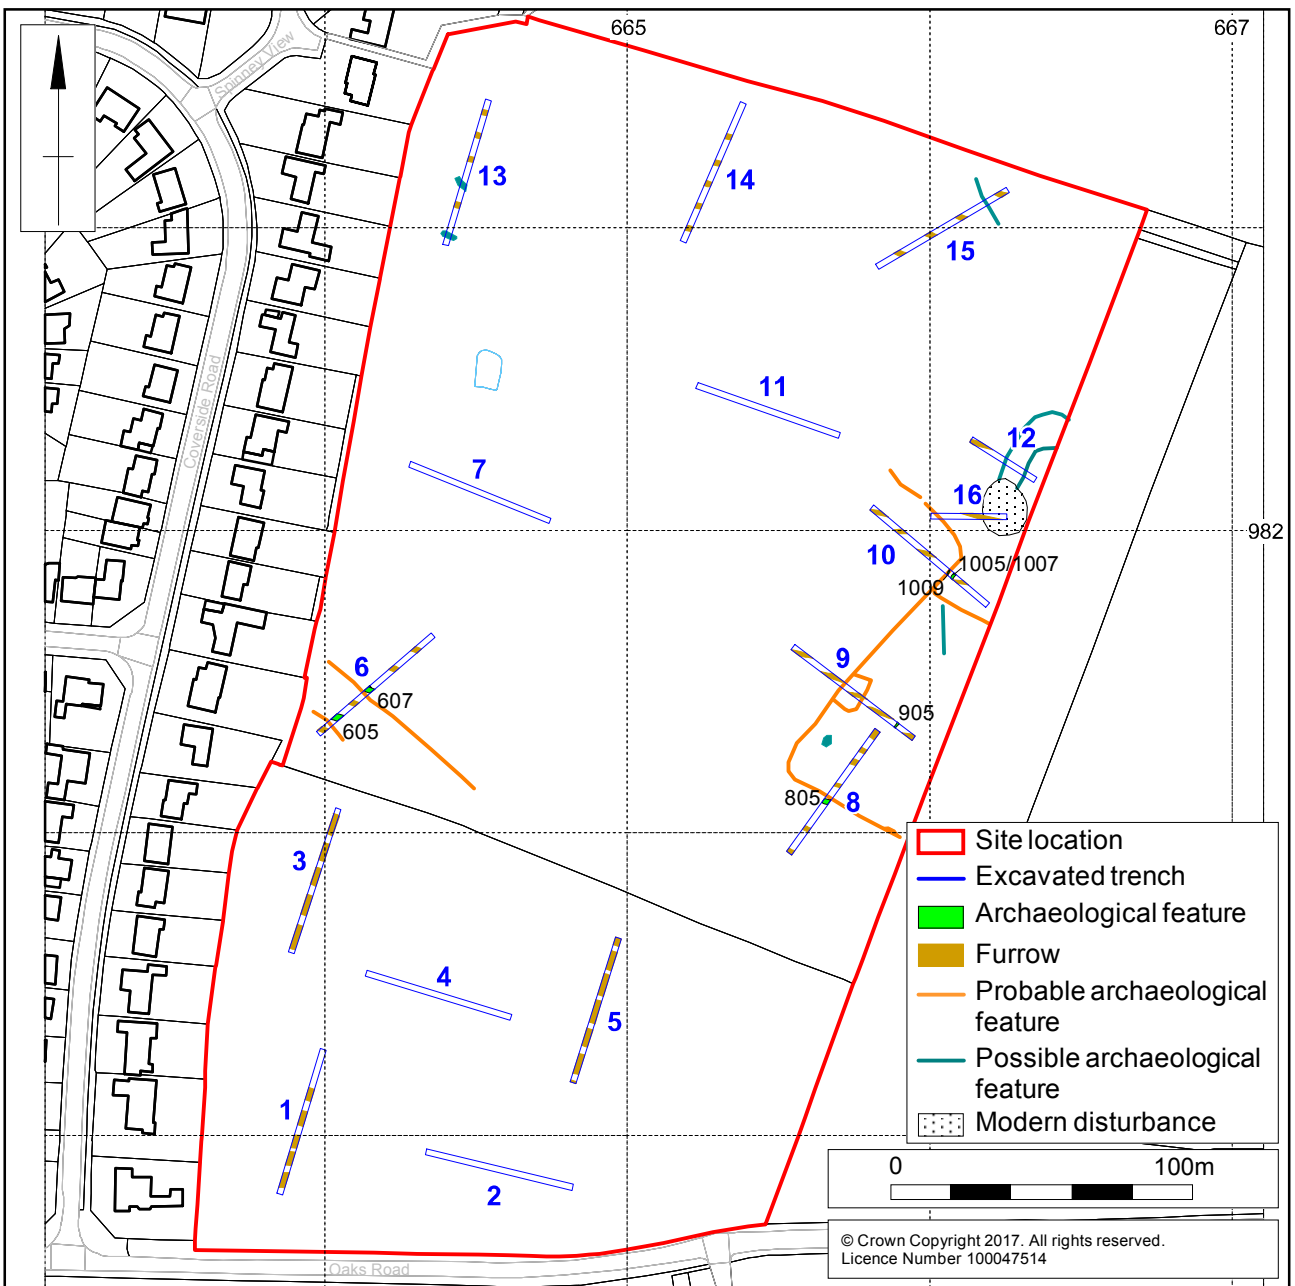 665
667
Spinney View
13
14
15
Coverside Road
11
12
7
16
982
10
1005/1007
1009
6
9
607
905
605
805
8
3
4
5
1
2
Site location
Excavated trench
Archaeological feature
Furrow
Probable archaeological
feature
Possible archaeological
feature
Modern disturbance
0
100m
© Crown Copyright 2017. All rights reserved.
Licence Number 100047514
Oaks Road